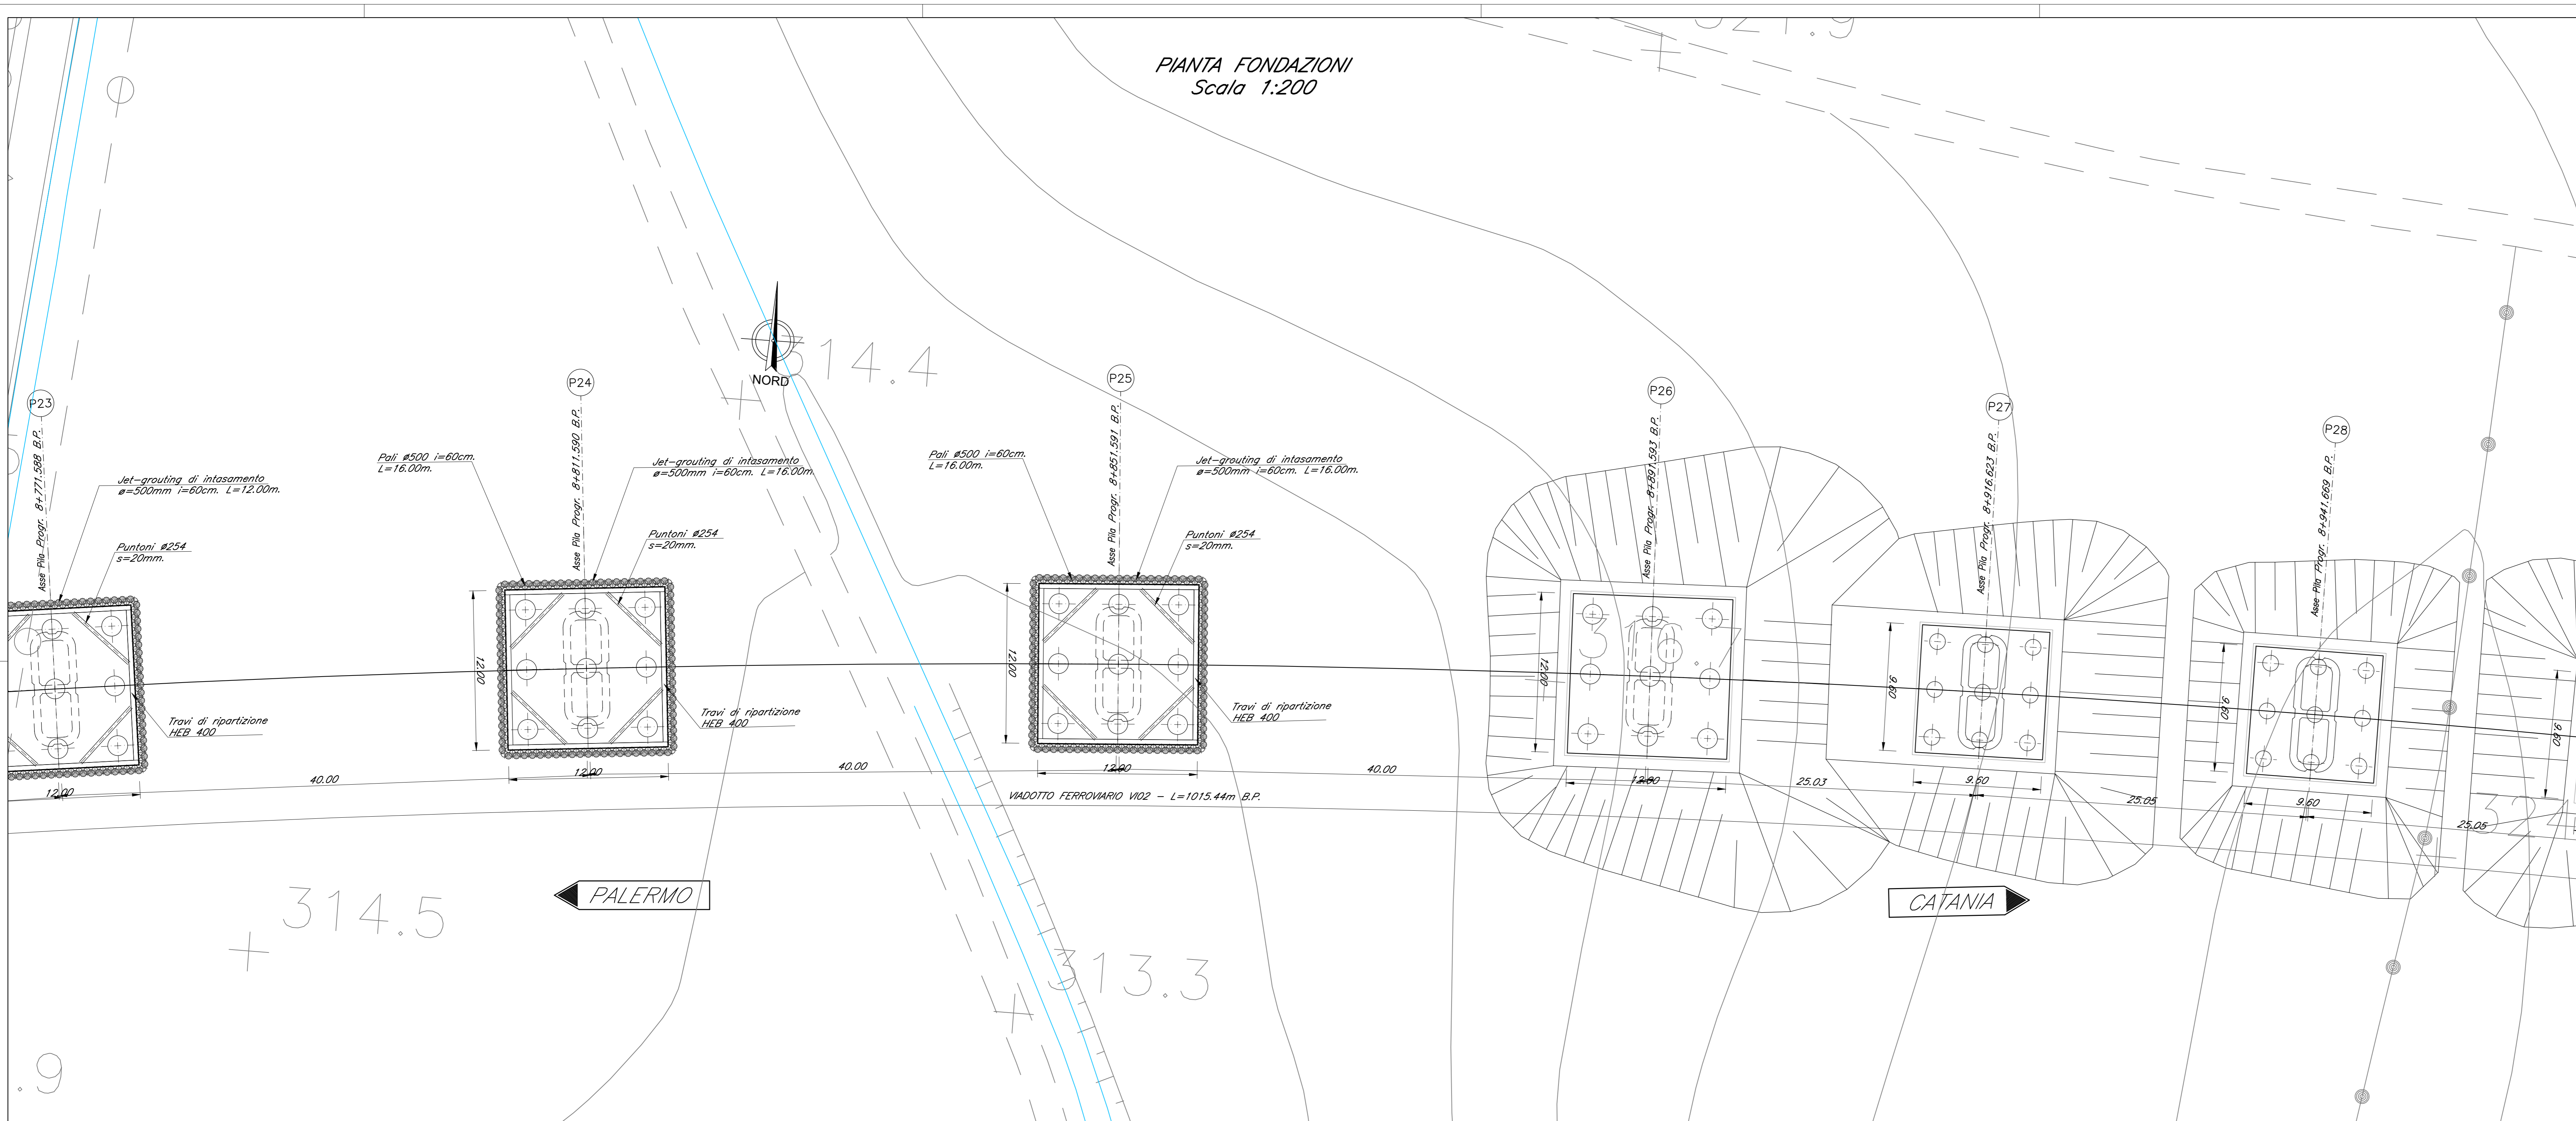 PIANTA FONDAZIONI
Scala 1:200
314.4
NORD
P23
Asse Pila Progr. 8+771.588 B.P.
Jet-grouting di intasamento
ø=500mm i=60cm. L=12.00m.
Puntoni ø254
s=20mm.
Travi di ripartizione
HEB 400
12.00
40.00
P24
Asse Pila Progr. 8+811.590 B.P.
Pali ø500 i=60cm.
L=16.00m.
Jet-grouting di intasamento
ø=500mm i=60cm. L=16.00m
Puntoni ø254
s=20mm.
Travi di ripartizione
HEB 400
12.00
12.00
40.00
P25
Asse Pila Progr. 8+851.591 B.P.
Pali ø500 i=60cm.
L=16.00m.
Jet-grouting di intasamento
ø=500mm i=60cm. L=16.00m.
Puntoni ø254
s=20mm.
Travi di ripartizione
HEB 400
12.00
12.00
40.00
P26
Asse Pila Progr. 8+891.593 B.P.
12.00
12.00
25.03
P27
Asse Pila Progr. 8+916.623 B.P.
9.60
9.60
25.05
P28
Asse Pila Progr. 8+941.669 B.P.
9.60
9.60
25.05
9.60
VIADOTTO FERROVIARIO VI02 - L=1015.44m B.P.
PALERMO
CATANIA
314.5
313.3
.9